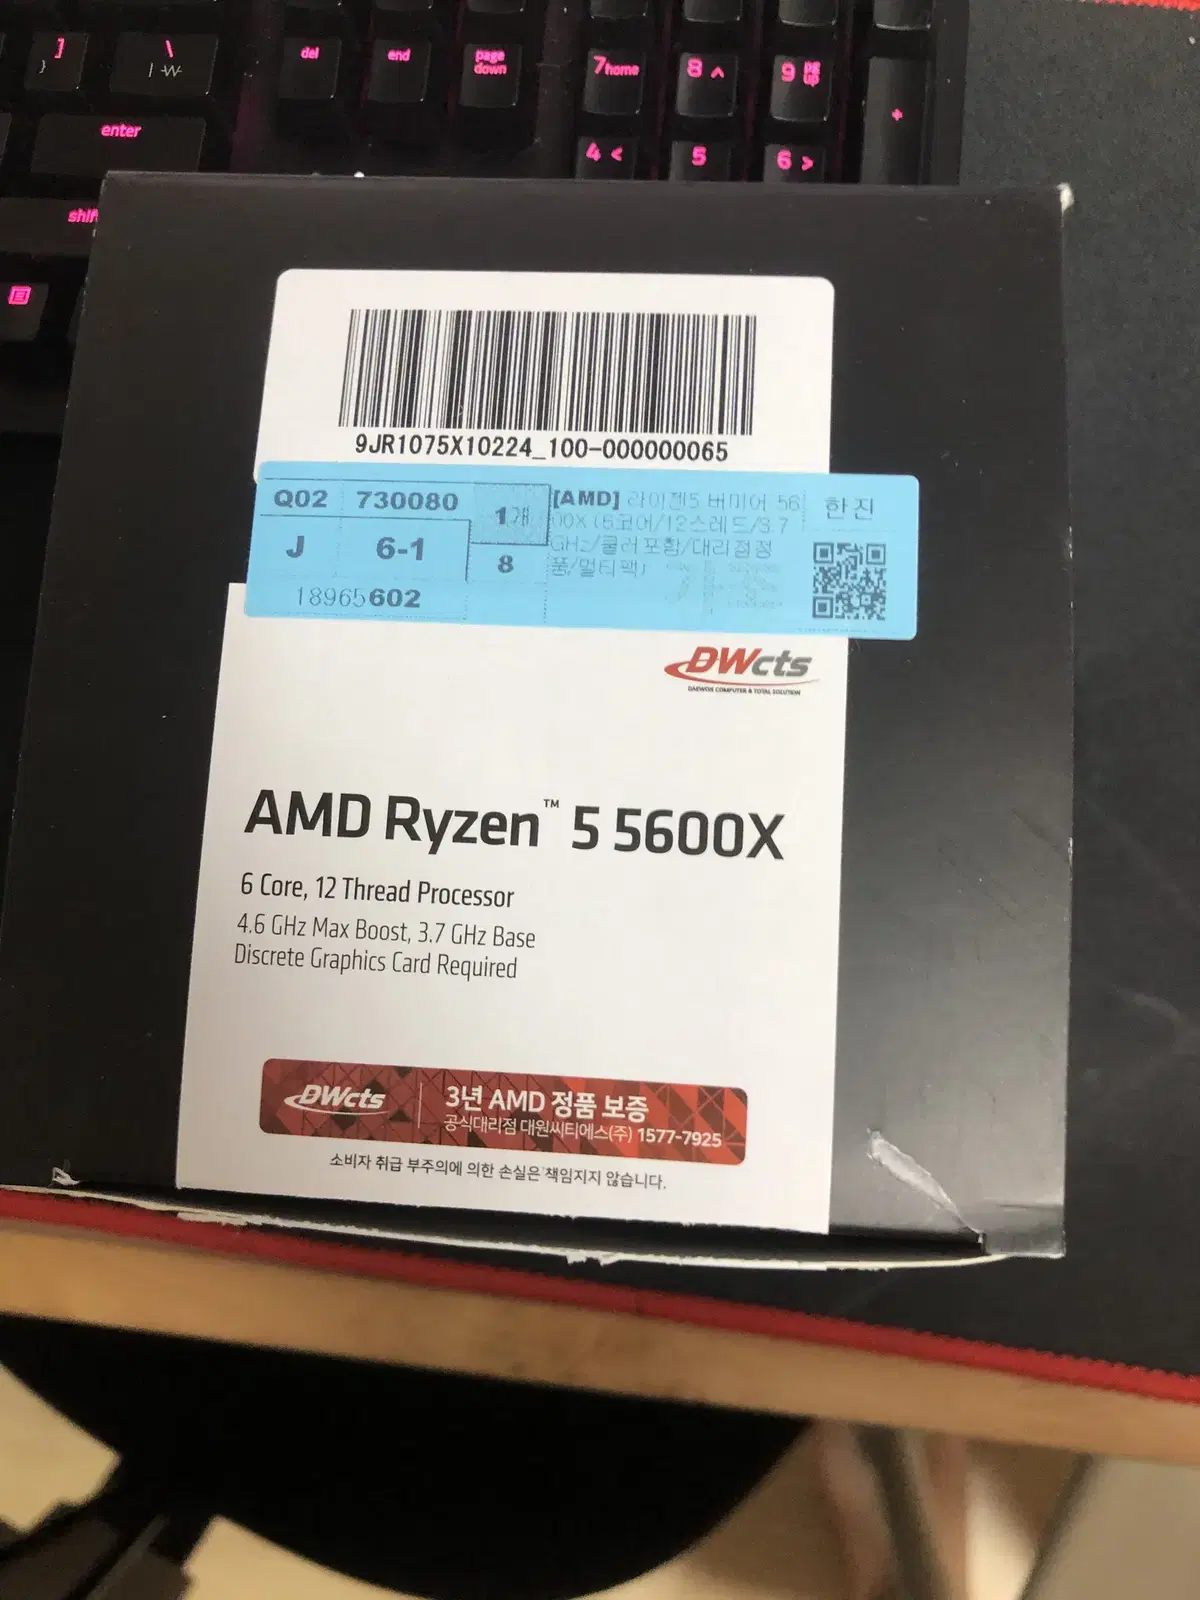 ]
}
\
| ₩
del
end
page
down
7home
8 ^
9
+
enter
4 <
5
6 >
shif
9JR1075X10224_100-000000065
Q02 730080
1개
[AMD] 라이젠5 버미어 56
00X (6코어/12스레드/3.7
GHz/쿨러포함/대리점정
품/멀티팩)
한진
J 6-1
8
18965602
DWcts
DAEWON COMPUTER & TOTAL SOLUTION
AMD Ryzen™ 5 5600X
6 Core, 12 Thread Processor
4.6 GHz Max Boost, 3.7 GHz Base
Discrete Graphics Card Required
DWcts
3년 AMD 정품 보증
공식대리점 대원씨티에스(주) 1577-7925
소비자 취급 부주의에 의한 손실은 책임지지 않습니다.